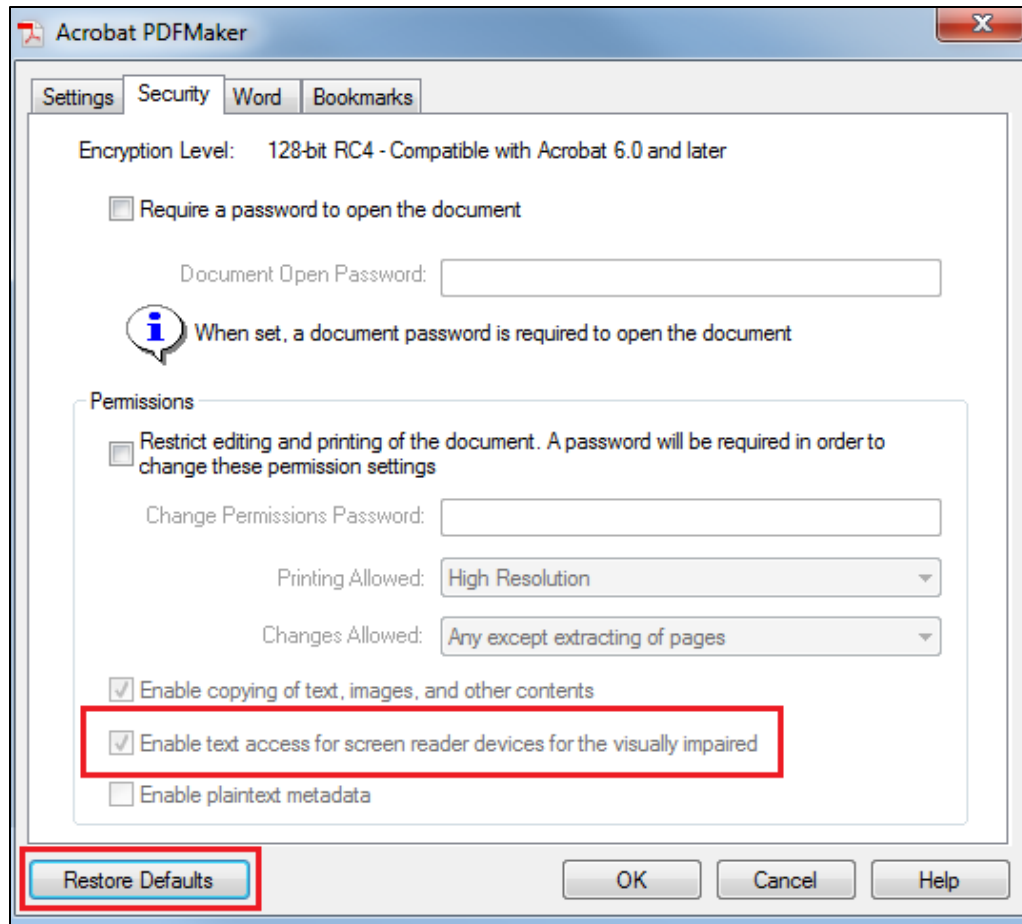 Acrobat PDFMaker
Settings Security Word Bookmarks
Encryption Level: 128-bit RC4 - Compatible with Acrobat 6.0 and later
Require a password to open the document
Document Open Password:
When set, a document password is required to open the document
Permissions
Restrict editing and printing of the document. A password will be required in order to
change these permission settings
Change Permissions Password:
Printing Allowed: High Resolution
Changes Allowed: Any except extracting of pages
Enable copying of text, images, and other contents
Enable text access for screen reader devices for the visually impaired
Enable plaintext metadata
Restore Defaults OK Cancel Help